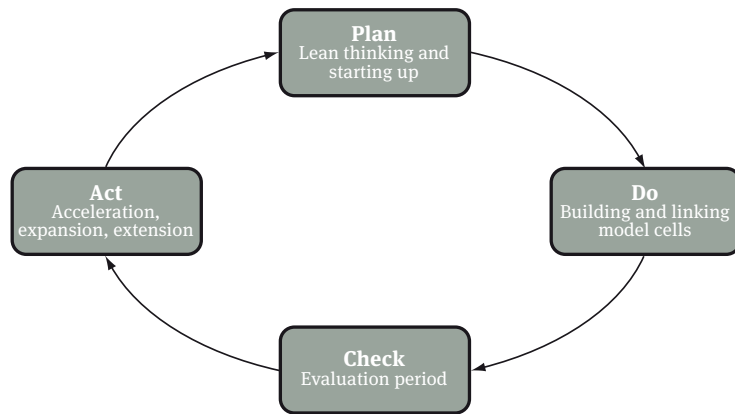 Plan
Lean thinking and
starting up
Act
Acceleration,
expansion, extension
Do
Building and linking
model cells
Check
Evaluation period